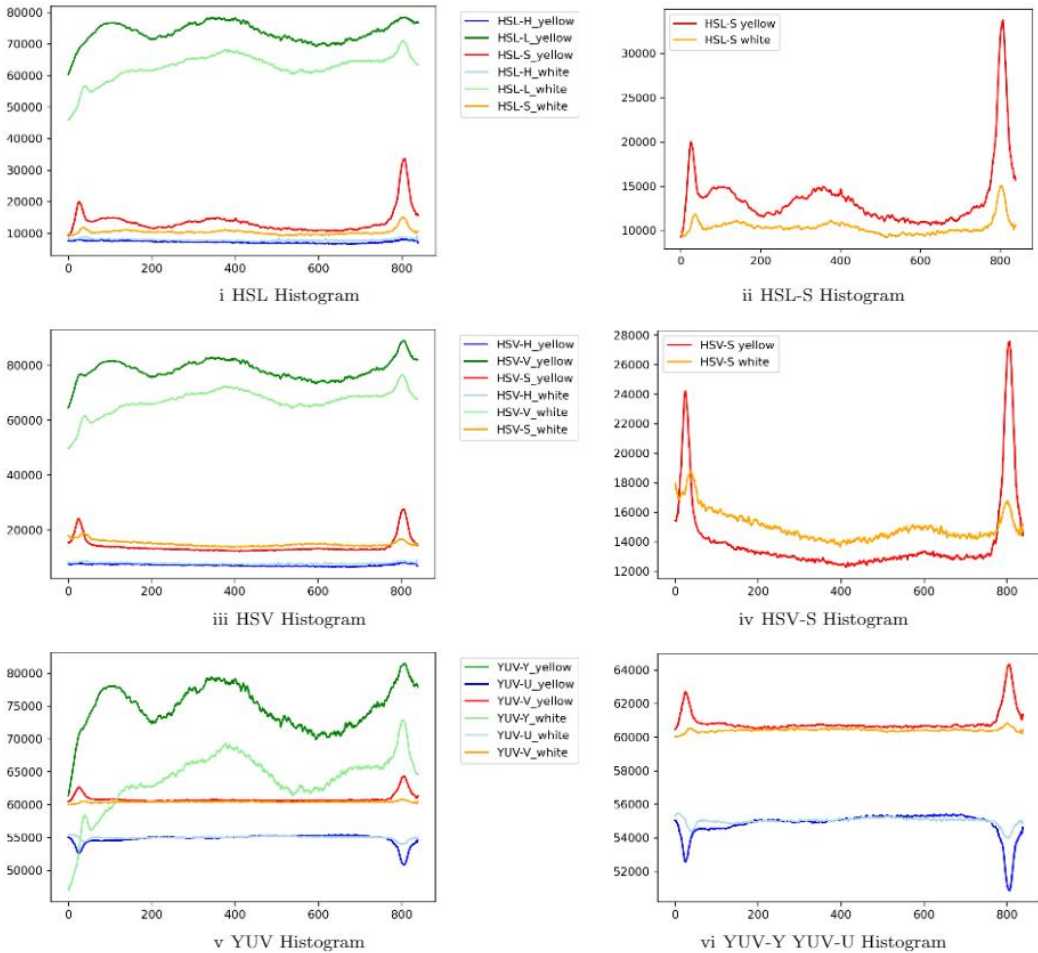 80000
70000
60000
50000
40000
30000
20000
10000
0 200 400 600 800
HSL-H_yellow
HSL-L_yellow
HSL-S_yellow
HSL-H_white
HSL-L_white
HSL-S_white
i HSL Histogram
30000
25000
20000
15000
10000
0 200 400 600 800
HSL-S yellow
HSL-S white
ii HSL-S Histogram
80000
60000
40000
20000
0 200 400 600 800
HSV-H_yellow
HSV-V_yellow
HSV-S_yellow
HSV-H_white
HSV-V_white
HSV-S_white
iii HSV Histogram
28000
26000
24000
22000
20000
18000
16000
14000
12000
0 200 400 600 800
HSV-S yellow
HSV-S white
iv HSV-S Histogram
80000
75000
70000
65000
60000
55000
50000
0 200 400 600 800
YUV-Y_yellow
YUV-U_yellow
YUV-V_yellow
YUV-Y_white
YUV-U_white
YUV-V_white
v YUV Histogram
64000
62000
60000
58000
56000
54000
52000
0 200 400 600 800
vi YUV-Y YUV-U Histogram